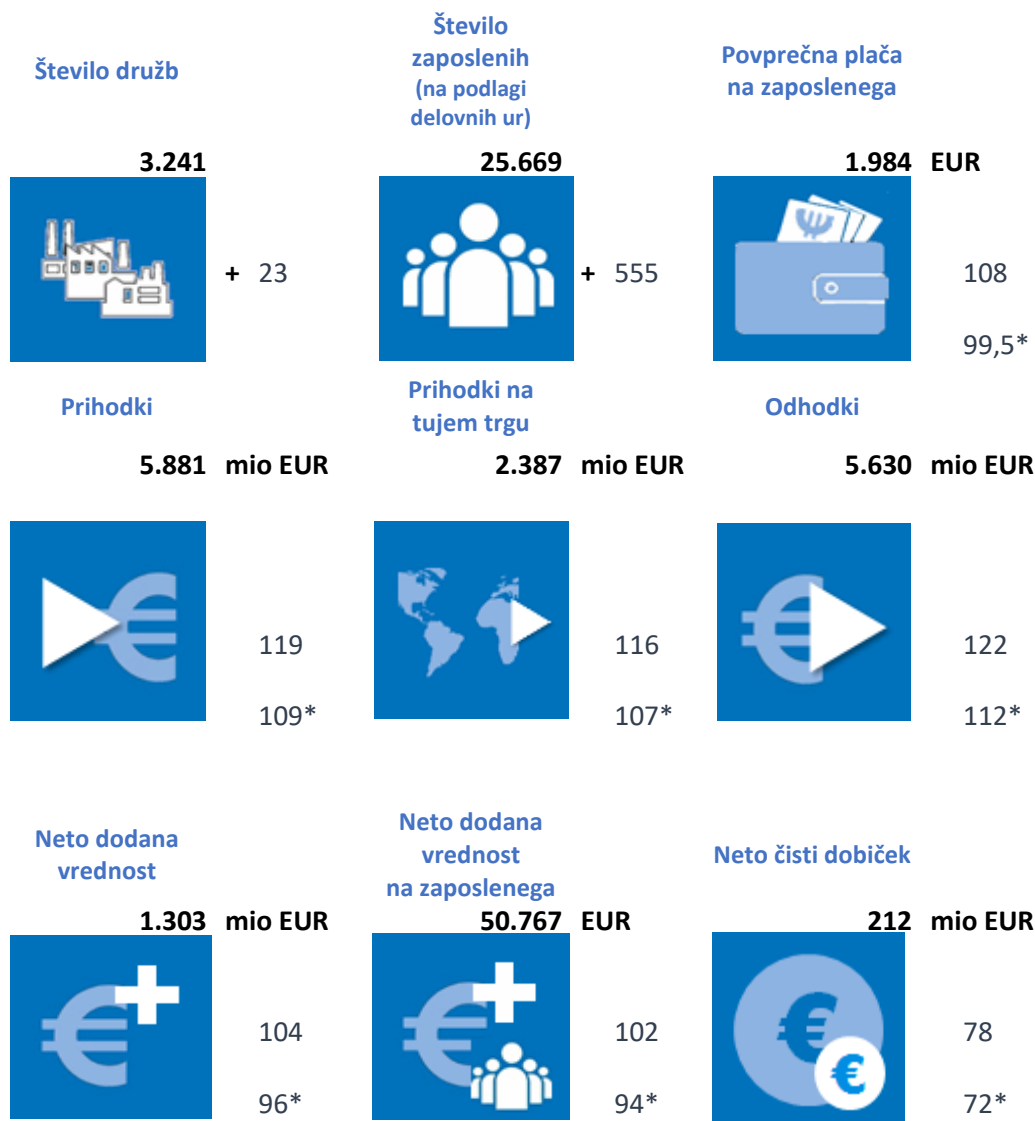 Število družb
3.241
+ 23
Število
zaposlenih
(na podlagi
delovnih ur)
25.669
+ 555
Povprečna plača
na zaposlenega
1.984 EUR
108
99,5*
Prihodki
5.881 mio EUR
119
109*
Prihodki na
tujem trgu
2.387 mio EUR
116
107*
Odhodki
5.630 mio EUR
122
112*
Neto dodana
vrednost
1.303 mio EUR
104
96*
Neto dodana
vrednost
na zaposlenega
50.767 EUR
102
94*
Neto čisti dobiček
212 mio EUR
78
72*